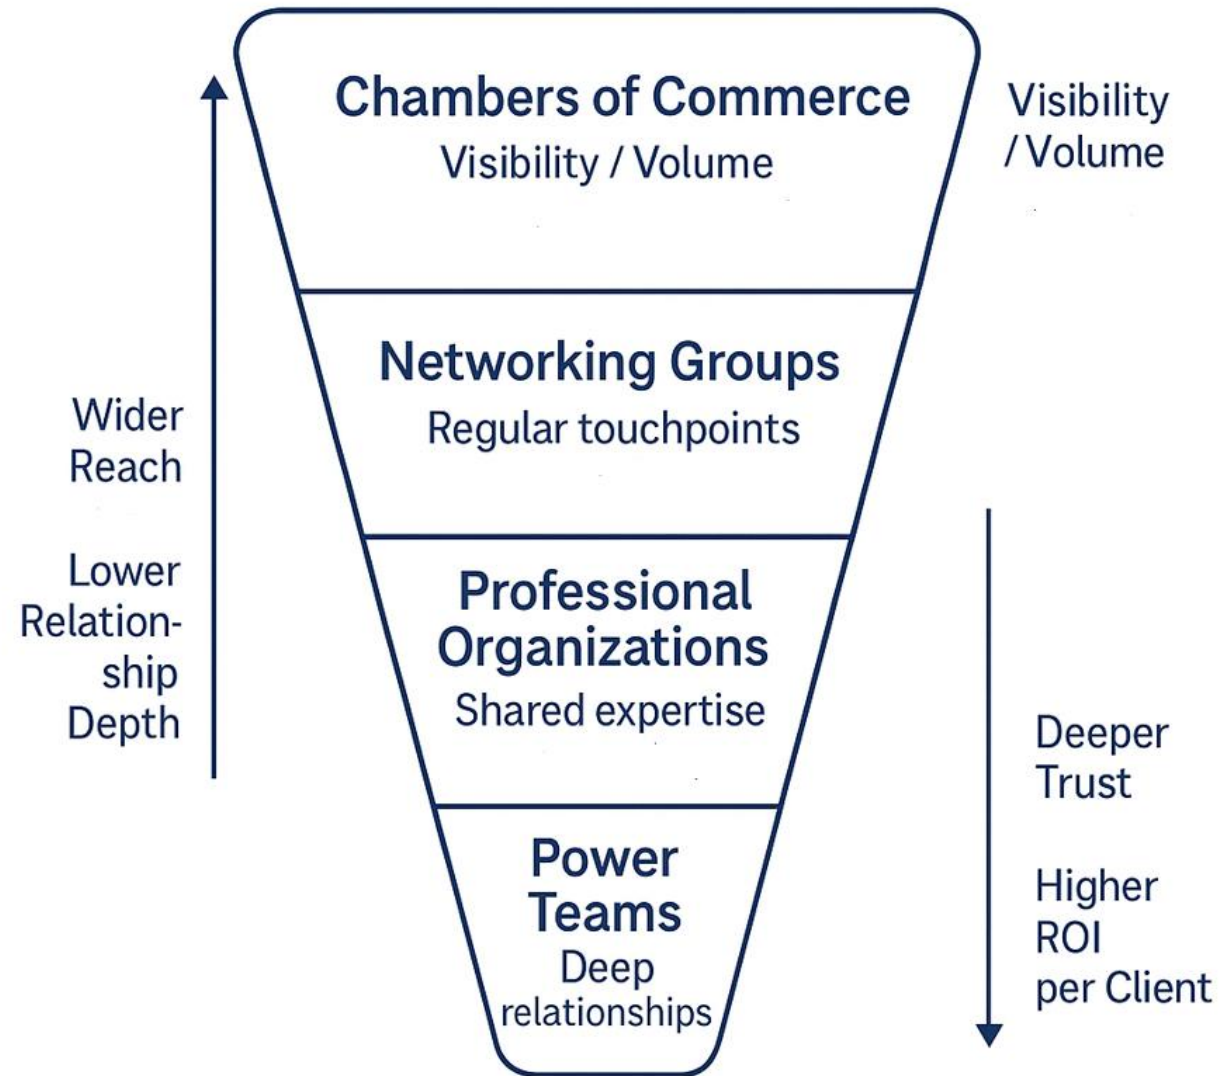 Chambers of Commerce
Visibility / Volume
Visibility
/ Volume
Networking Groups
Regular touchpoints
Wider
Reach
Lower
Relation-
ship
Depth
Professional
Organizations
Shared expertise
Deeper
Trust
Higher
ROI
per Client
Power
Teams
Deep
relationships